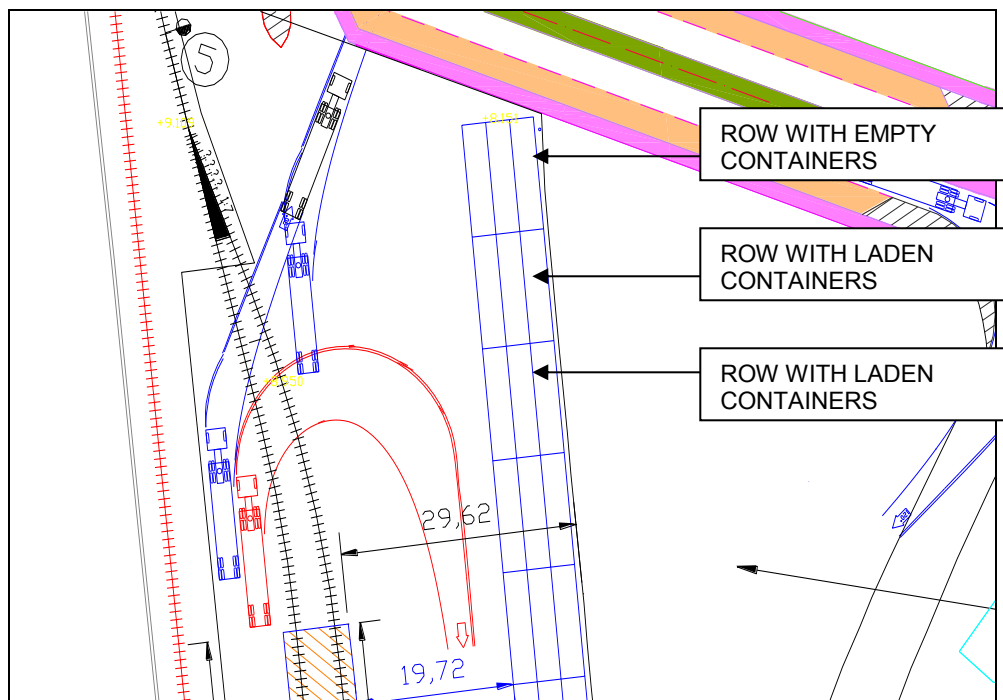 5
ROW WITH EMPTY
CONTAINERS
ROW WITH LADEN
CONTAINERS
ROW WITH LADEN
CONTAINERS
29,62
19,72